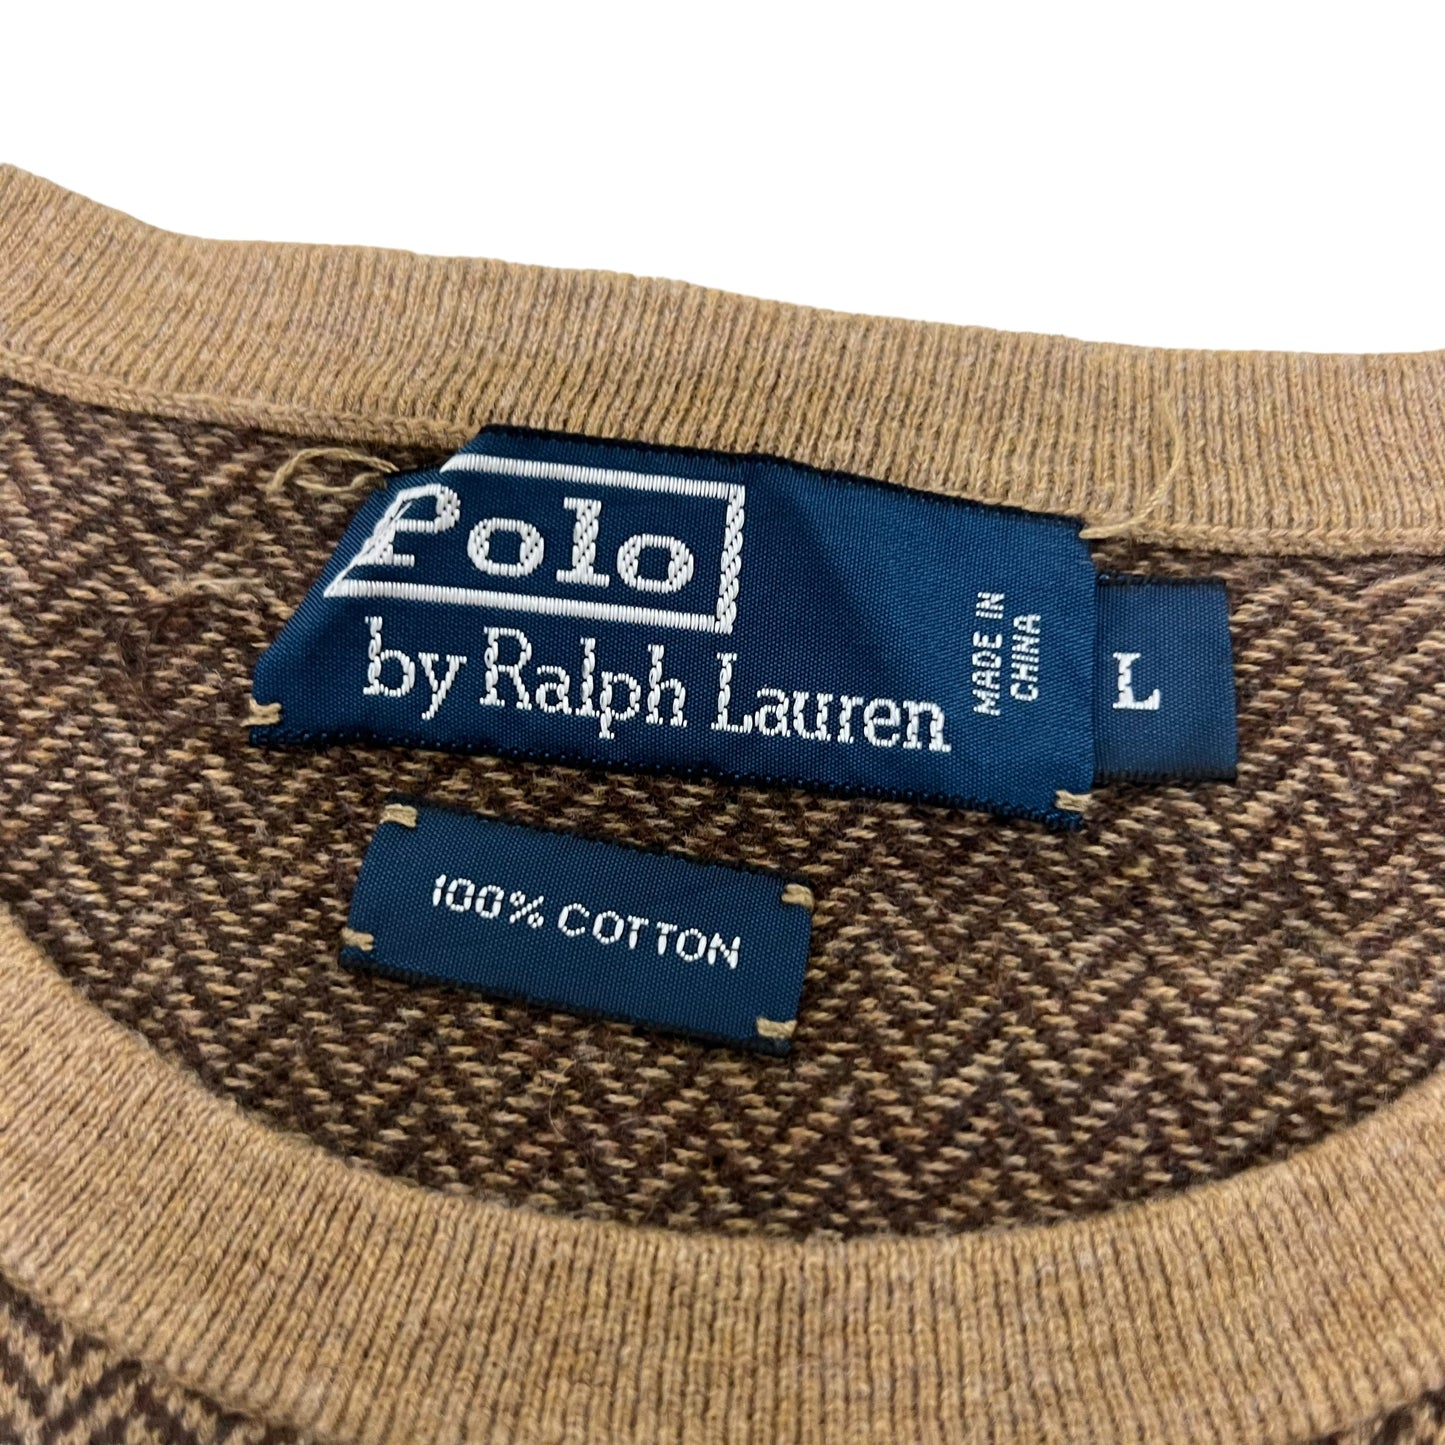 Polo
by Ralph Lauren
MADE IN
CHINA
L
100% COTTON